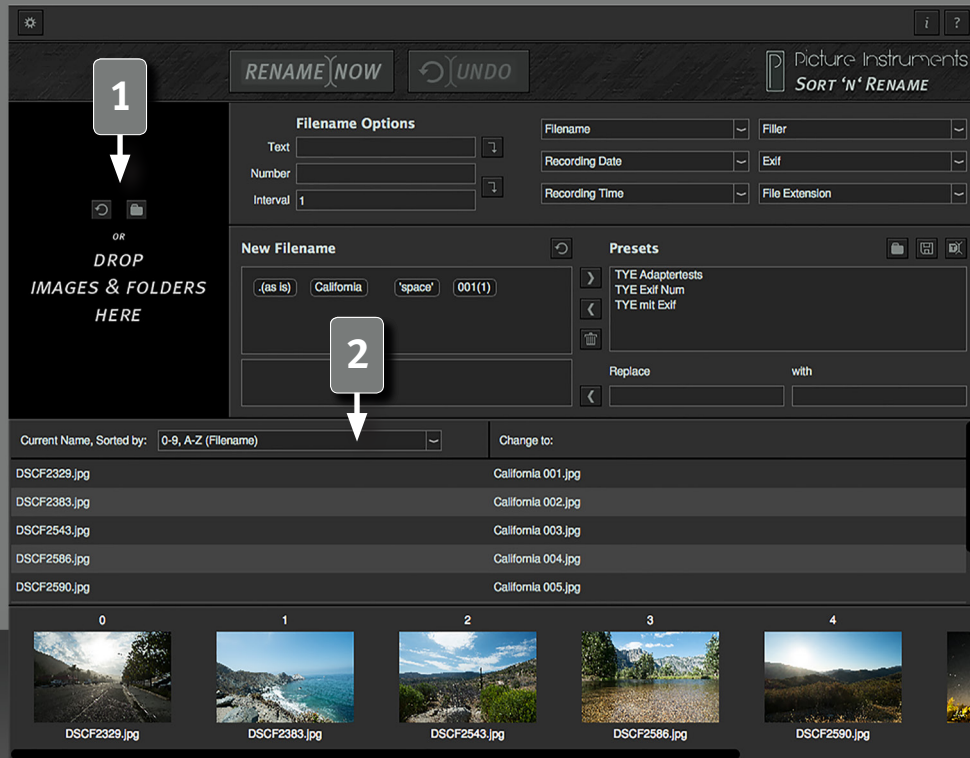 i
?
RENAME NOW
UNDO
Picture Instruments
SORT 'N' RENAME
1
OR
DROP
IMAGES & FOLDERS
HERE
Filename Options
Text
Number
Interval 1
Filename
Filler
Recording Date
Exif
Recording Time
File Extension
New Filename
.(as is) California 'space' 001(1)
Presets
TYE Adaptertests
TYE Exif Num
TYE mit Exif
Replace
with
2
Current Name, Sorted by: 0-9, A-Z (Filename)
Change to:
DSCF2329.jpg California 001.jpg
DSCF2383.jpg California 002.jpg
DSCF2543.jpg California 003.jpg
DSCF2586.jpg California 004.jpg
DSCF2590.jpg California 005.jpg
0 1 2 3 4
DSCF2329.jpg DSCF2383.jpg DSCF2543.jpg DSCF2586.jpg DSCF2590.jpg